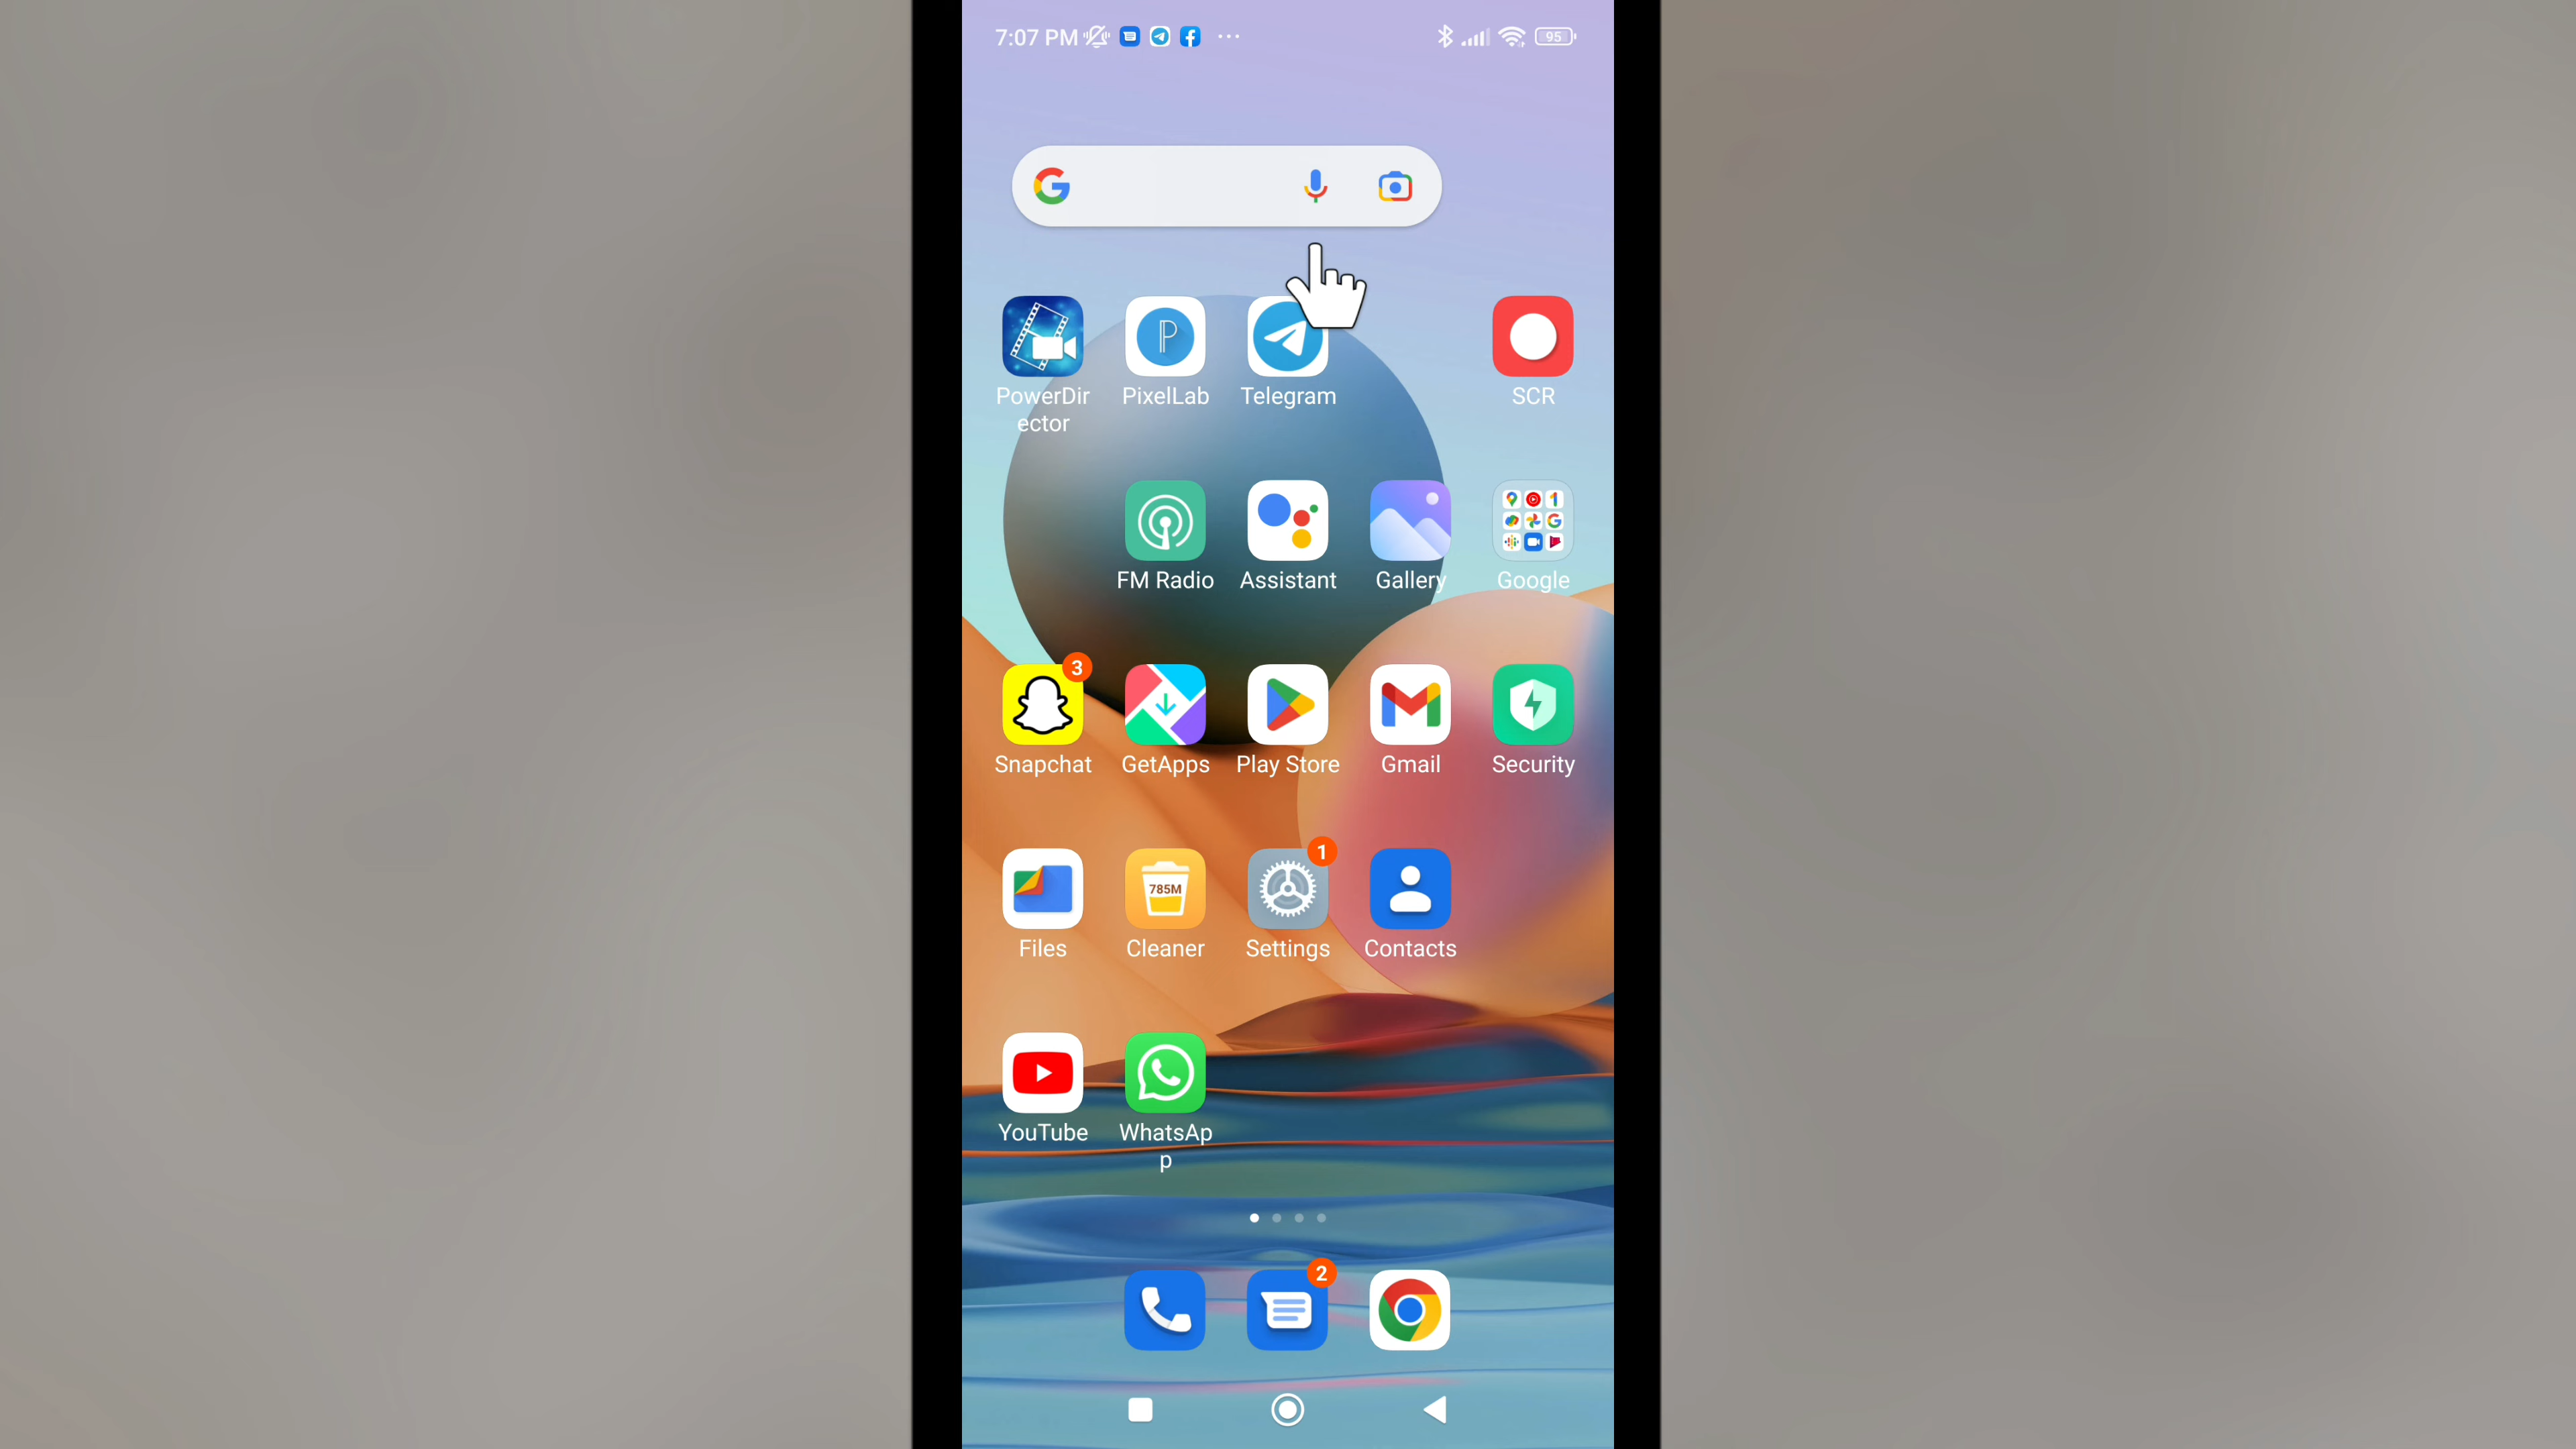 7:07 PM
95
PowerDir
ector
PixelLab
Telegram
SCR
FM Radio
Assistant
Gallery
Google
3
Snapchat
GetApps
Play Store
Gmail
Security
785M
1
Files
Cleaner
Settings
Contacts
YouTube
WhatsAp
p
2